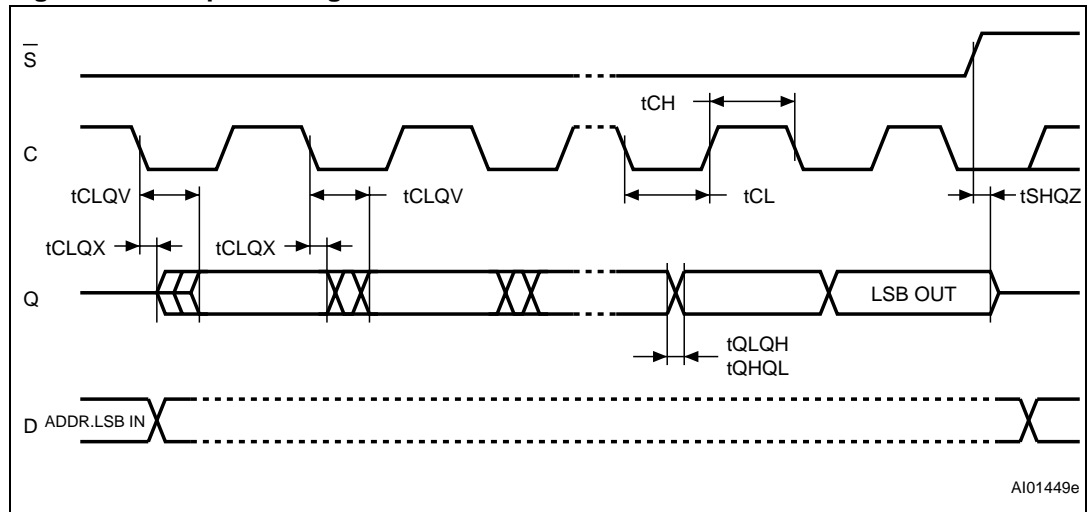 S
tCH
C
tCLQV
tCLQV
tCL
tSHQZ
tCLQX
tCLQX
Q
LSB OUT
tQLQH
tQHQL
D ADDR.LSB IN
AI01449e